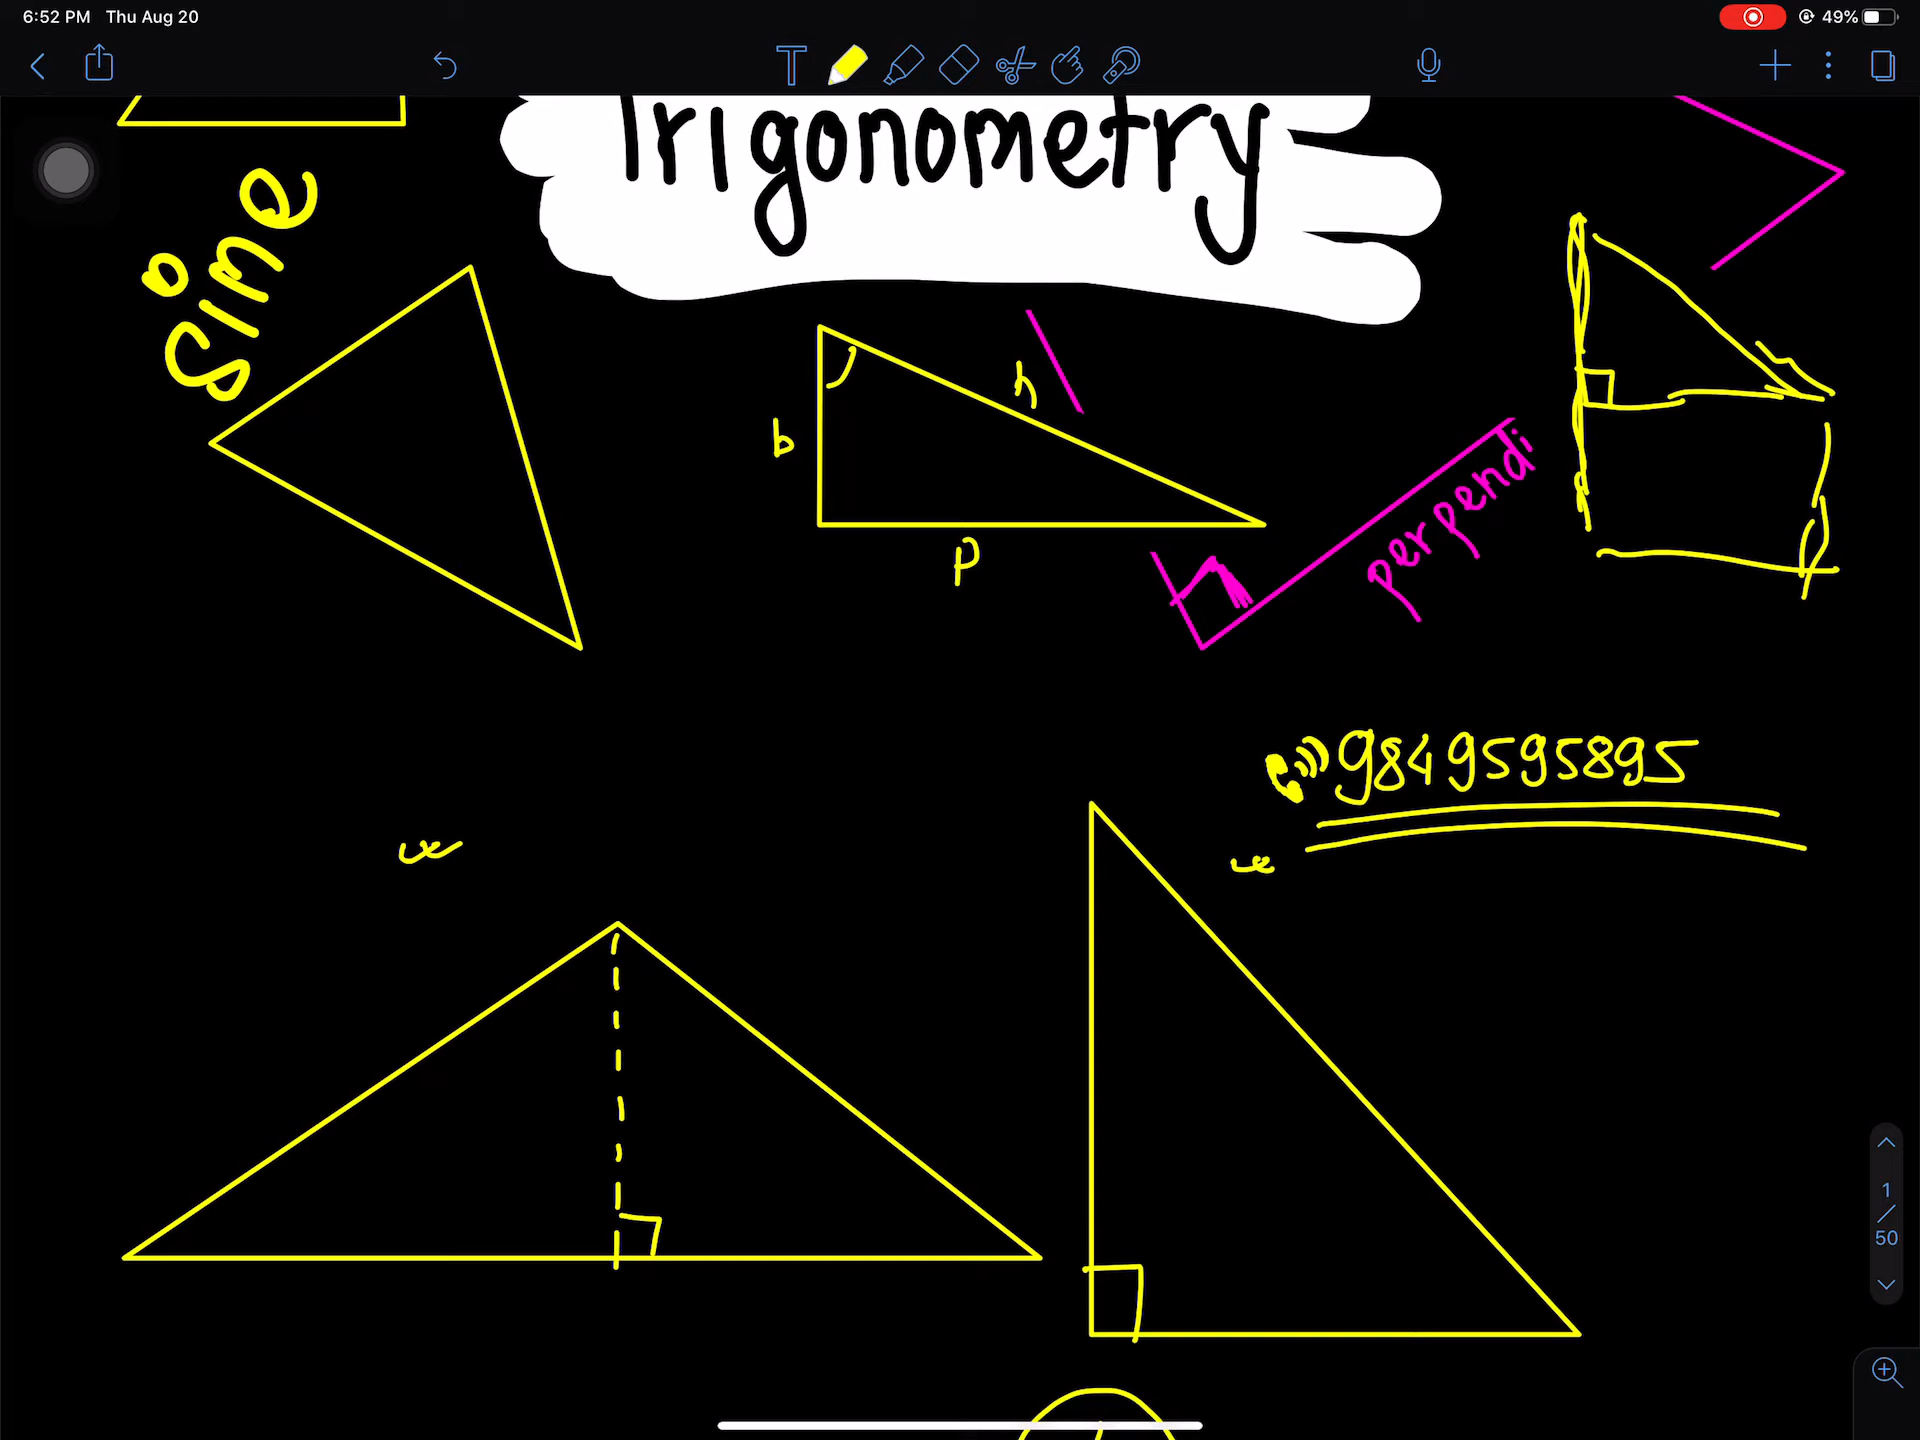 6:52 PM Thu Aug 20
49%
Trigonometry
sine
h
b
p
perpendi
9849595895
1
/
50